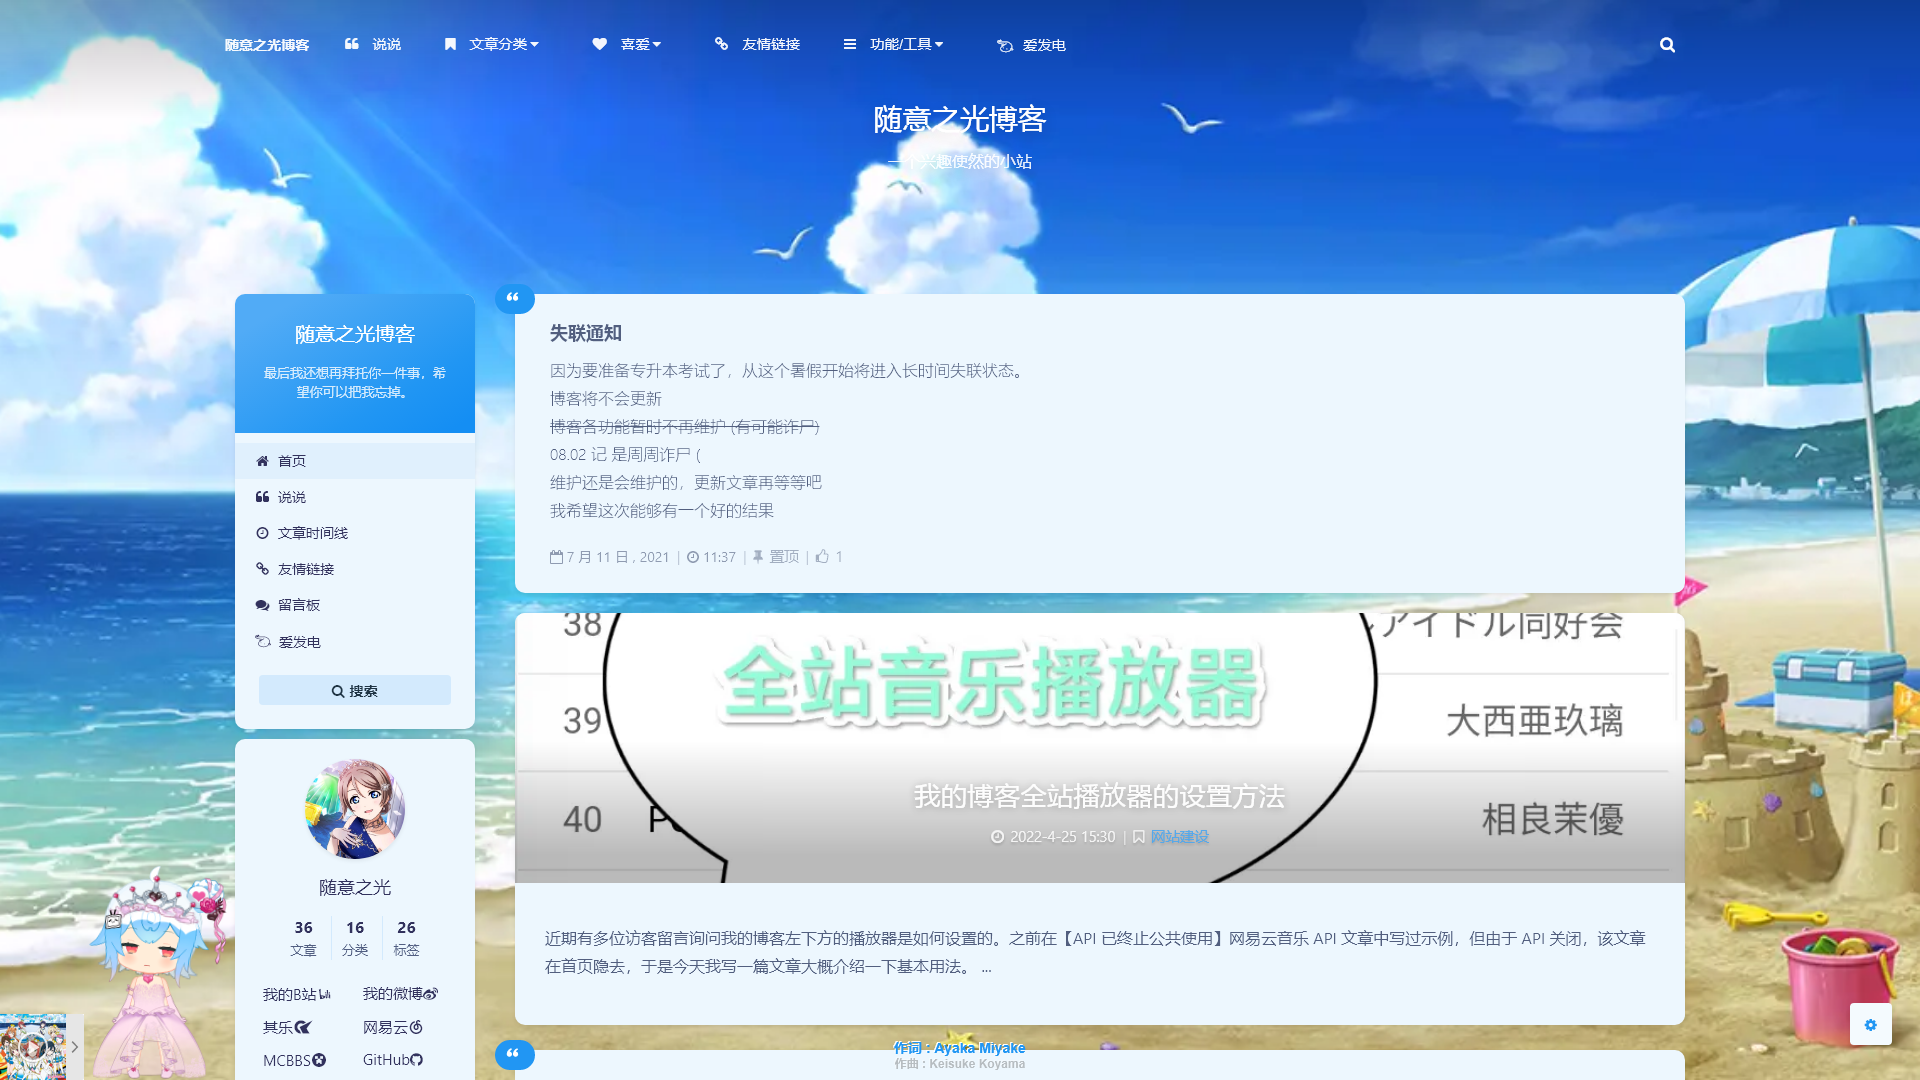 随意之光博客
说说
文章分类
喜爱
友情链接
功能/工具
爱发电
随意之光博客
一个兴趣使然的小站
随意之光博客
最后我还想再拜托你一件事，希
望你可以把我忘掉。
首页
说说
文章时间线
友情链接
留言板
爱发电
搜索
随意之光
36 16 26
文章 分类 标签
我的B站 我的微博
其乐 网易云
MCBBS GitHub
失联通知
因为要准备专升本考试了，从这个暑假开始将进入长时间失联状态。
博客将不会更新
博客各功能暂时不再维护 (有可能诈尸)
08.02 记 是周周诈尸 (
维护还是会维护的，更新文章再等等吧
我希望这次能够有一个好的结果
7 月 11 日 , 2021 | 11:37 | 置顶 | 1
38 アイドル同好会
全站音乐播放器
39 大西亜玖璃
40 相良茉優
我的博客全站播放器的设置方法
2022-4-25 15:30 | 网站建设
近期有多位访客留言询问我的博客左下方的播放器是如何设置的。之前在【API 已终止公共使用】网易云音乐 API 文章中写过示例，但由于 API 关闭，该文章
在首页隐去，于是今天我写一篇文章大概介绍一下基本用法。 ...
作词 : Ayaka Miyake
作曲 : Keisuke Koyama